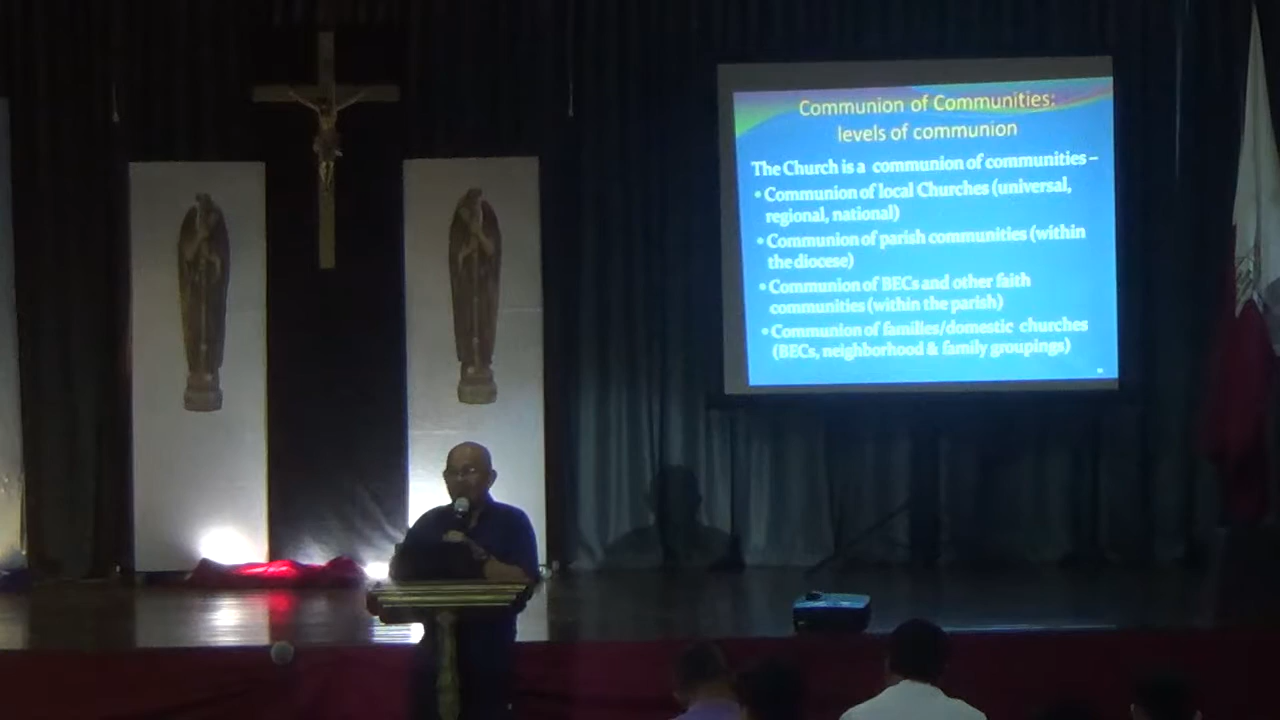 Communion of Communities:
levels of communion
The Church is a communion of communities –
• Communion of local Churches (universal,
regional, national)
• Communion of parish communities (within
the diocese)
• Communion of BECs and other faith
communities (within the parish)
• Communion of families/domestic churches
(BECs, neighborhood & family groupings)